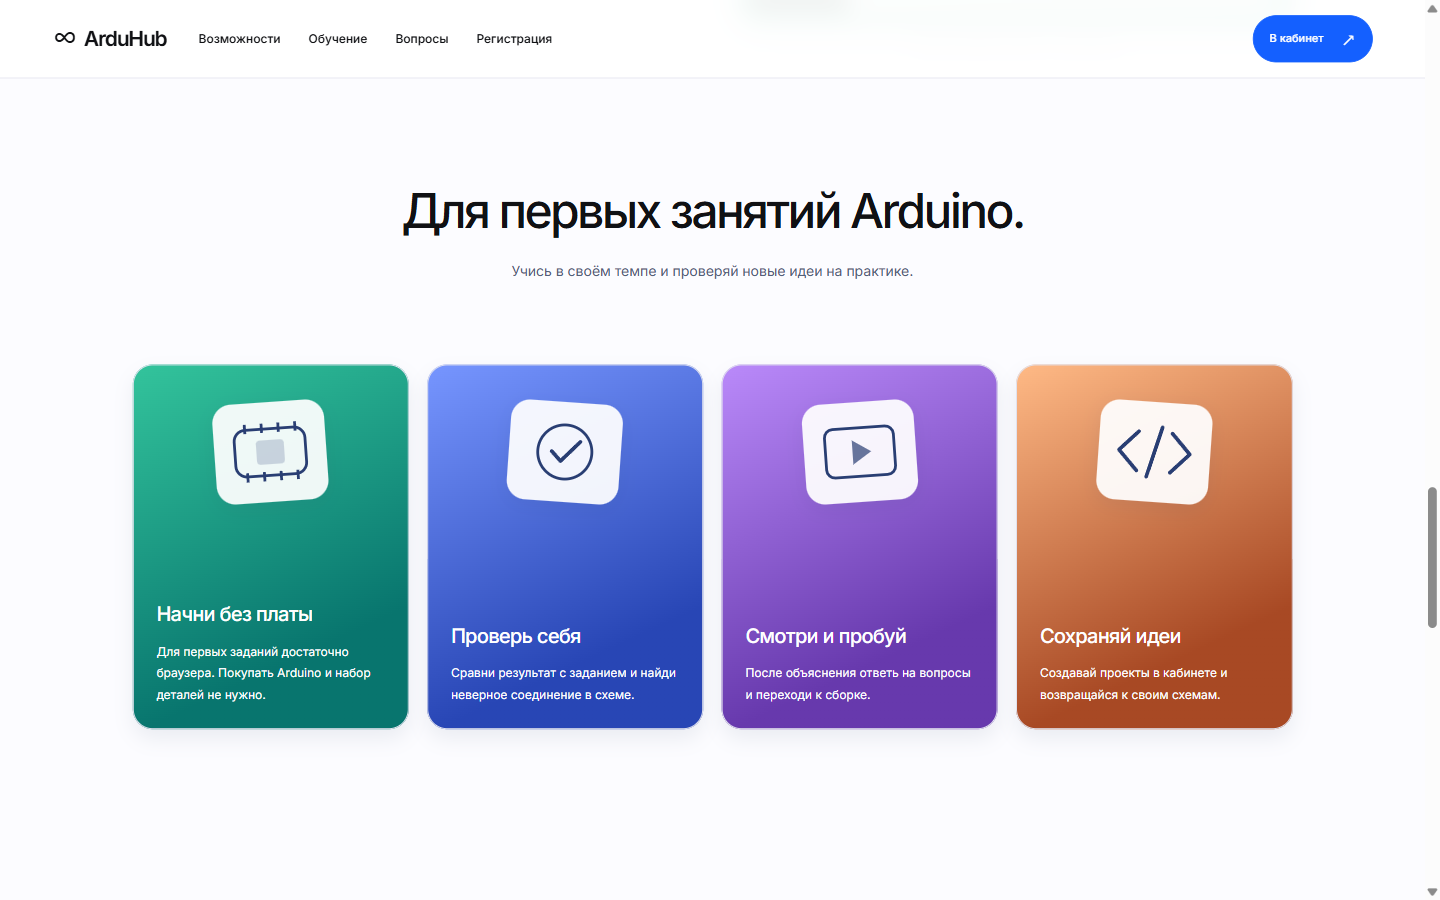 ArduHub
Возможности
Обучение
Вопросы
Регистрация
В кабинет
Для первых занятий Arduino.
Учись в своём темпе и проверяй новые идеи на практике.
Начни без платы
Для первых заданий достаточно
браузера. Покупать Arduino и набор
деталей не нужно.
Проверь себя
Сравни результат с заданием и найди
неверное соединение в схеме.
Смотри и пробуй
После объяснения ответь на вопросы
и переходи к сборке.
Сохраняй идеи
Создавай проекты в кабинете и
возвращайся к своим схемам.